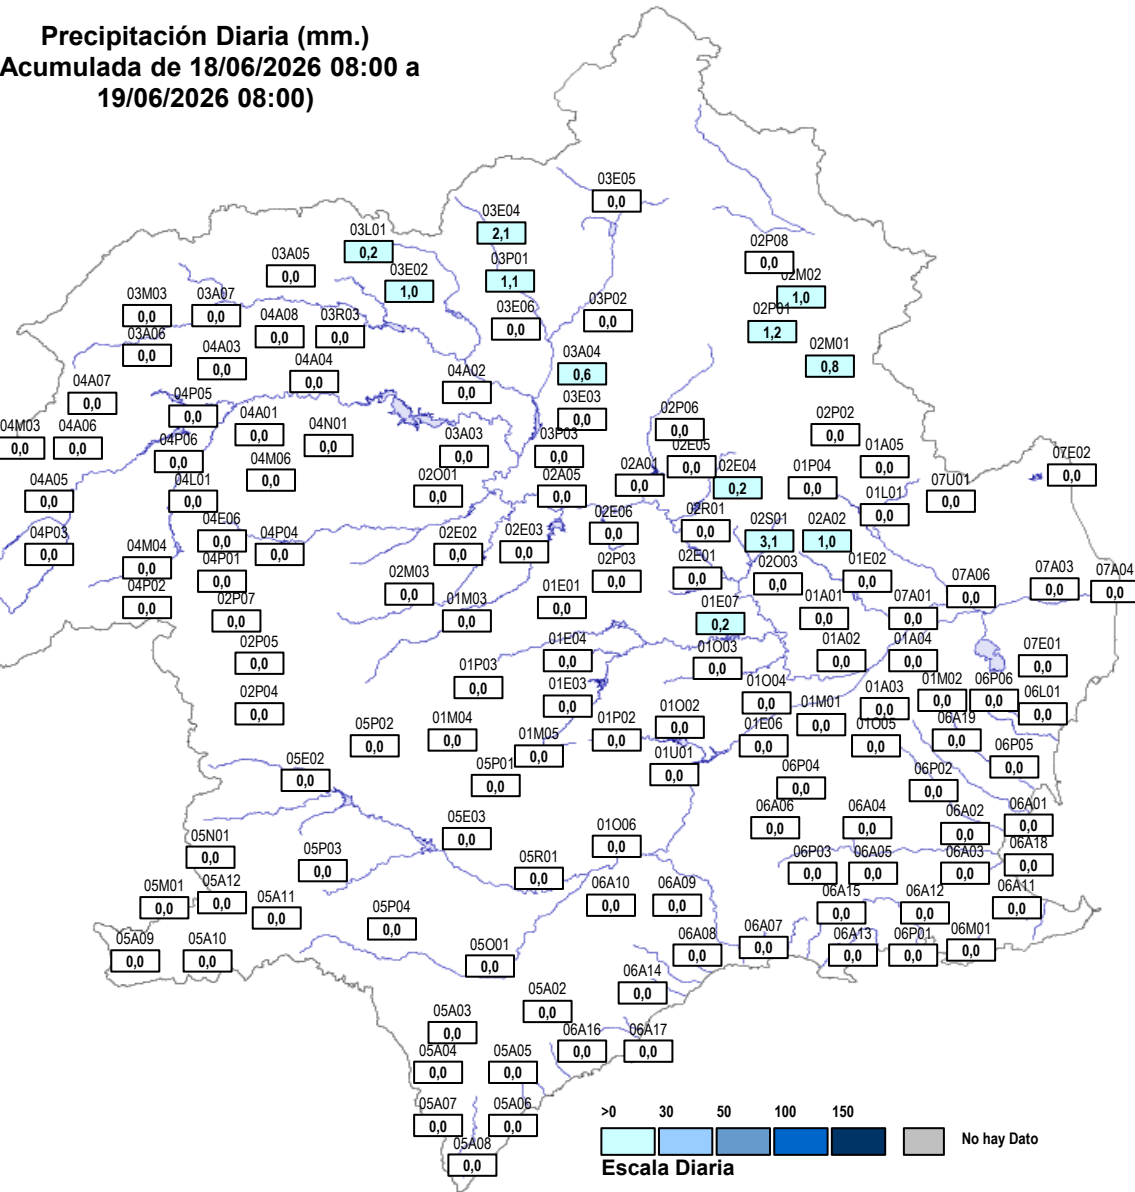 Precipitación Diaria (mm.)
Acumulada de 18/06/2026 08:00 a
19/06/2026 08:00)
03E05
0,0
03E04
2,1
03L01
0,2
02P08
0,0
03A05
0,0
03E02
1,0
03P01
1,1
02M02
1,0
03M03
0,0
03A07
0,0
03P02
0,0
04A08
0,0
03R03
0,0
03E06
0,0
02P01
1,2
03A06
0,0
04A03
0,0
02M01
0,8
04A04
0,0
03A04
0,6
04A02
0,0
04A07
0,0
04P05
0,0
03E03
0,0
02P06
0,0
02P02
0,0
04M03
0,0
04A06
0,0
04A01
0,0
04N01
0,0
03A03
0,0
03P03
0,0
04P06
0,0
02E05
0,0
01A05
0,0
07E02
0,0
04M06
0,0
02A01
0,0
02E04
0,2
01P04
0,0
04A05
0,0
04L01
0,0
02O01
0,0
02A05
0,0
07U01
0,0
01L01
0,0
04E06
0,0
02E06
0,0
02R01
0,0
02S01
3,1
02A02
1,0
04P03
0,0
04P04
0,0
02E02
0,0
02E03
0,0
04M04
0,0
04P01
0,0
02P03
0,0
02E01
0,0
02O03
0,0
01E02
0,0
02M03
0,0
07A06
0,0
07A03
0,0
07A04
0,0
04P02
0,0
02P07
0,0
01M03
0,0
01E01
0,0
01E07
0,2
01A01
0,0
07A01
0,0
02P05
0,0
01E04
0,0
01O03
0,0
01A02
0,0
01A04
0,0
07E01
0,0
01P03
0,0
01E03
0,0
01O04
0,0
01A03
0,0
01M02
0,0
06P06
0,0
06L01
0,0
02P04
0,0
05P02
0,0
01M04
0,0
01M05
0,0
01P02
0,0
01O02
0,0
01E06
0,0
01M01
0,0
01O05
0,0
06A19
0,0
05E02
0,0
05P01
0,0
01U01
0,0
06P04
0,0
06P02
0,0
06P05
0,0
05E03
0,0
01O06
0,0
06A06
0,0
06A04
0,0
06A02
0,0
06A01
0,0
05N01
0,0
05P03
0,0
05R01
0,0
06P03
0,0
06A05
0,0
06A03
0,0
06A18
0,0
05M01
0,0
05A12
0,0
05A11
0,0
05P04
0,0
06A10
0,0
06A09
0,0
06A15
0,0
06A12
0,0
06A11
0,0
05A09
0,0
05A10
0,0
05O01
0,0
06A08
0,0
06A07
0,0
06A13
0,0
06P01
0,0
06M01
0,0
06A14
0,0
05A02
0,0
05A03
0,0
06A16
0,0
06A17
0,0
05A04
0,0
05A05
0,0
05A07
0,0
05A06
0,0
05A08
0,0
>0 30 50 100 150
No hay Dato
Escala Diaria